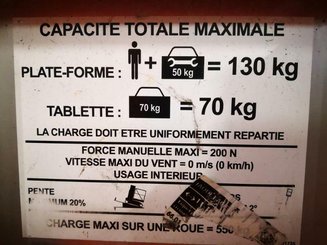 CAPACITE TOTALE MAXIMALE
PLATE-FORME : + 50 kg = 130 kg
TABLETTE : 70 kg = 70 kg
LA CHARGE DOIT ETRE UNIFORMEMENT REPARTIE
FORCE MANUELLE MAXI = 200 N
VITESSE MAXI DU VENT = 0 m/s (0 km/h)
USAGE INTERIEUR
PENTE
20%
CHARGE MAXI SUR UNE ROUE =